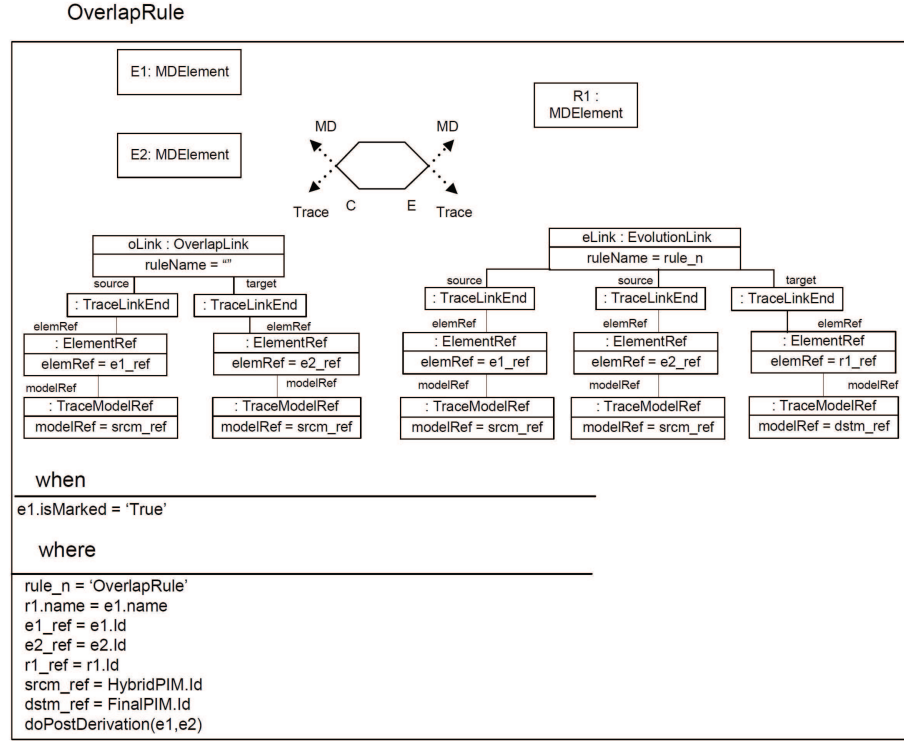 OverlapRule
E1: MDElement
R1 :
MDElement
E2: MDElement
MD MD
Trace C E Trace
oLink : OverlapLink
ruleName = “”
eLink : EvolutionLink
ruleName = rule_n
source target
source source target
: TraceLinkEnd : TraceLinkEnd : TraceLinkEnd : TraceLinkEnd : TraceLinkEnd
elemRef elemRef elemRef elemRef elemRef
: ElementRef : ElementRef : ElementRef : ElementRef : ElementRef
elemRef = e1_ref elemRef = e2_ref elemRef = e1_ref elemRef = e2_ref elemRef = r1_ref
modelRef modelRef modelRef modelRef modelRef
: TraceModelRef : TraceModelRef : TraceModelRef : TraceModelRef : TraceModelRef
modelRef = srcm_ref modelRef = srcm_ref modelRef = srcm_ref modelRef = srcm_ref modelRef = dstm_ref
when
e1.isMarked = ‘True’
where
rule_n = ‘OverlapRule’
r1.name = e1.name
e1_ref = e1.Id
e2_ref = e2.Id
r1_ref = r1.Id
srcm_ref = HybridPIM.Id
dstm_ref = FinalPIM.Id
doPostDerivation(e1,e2)